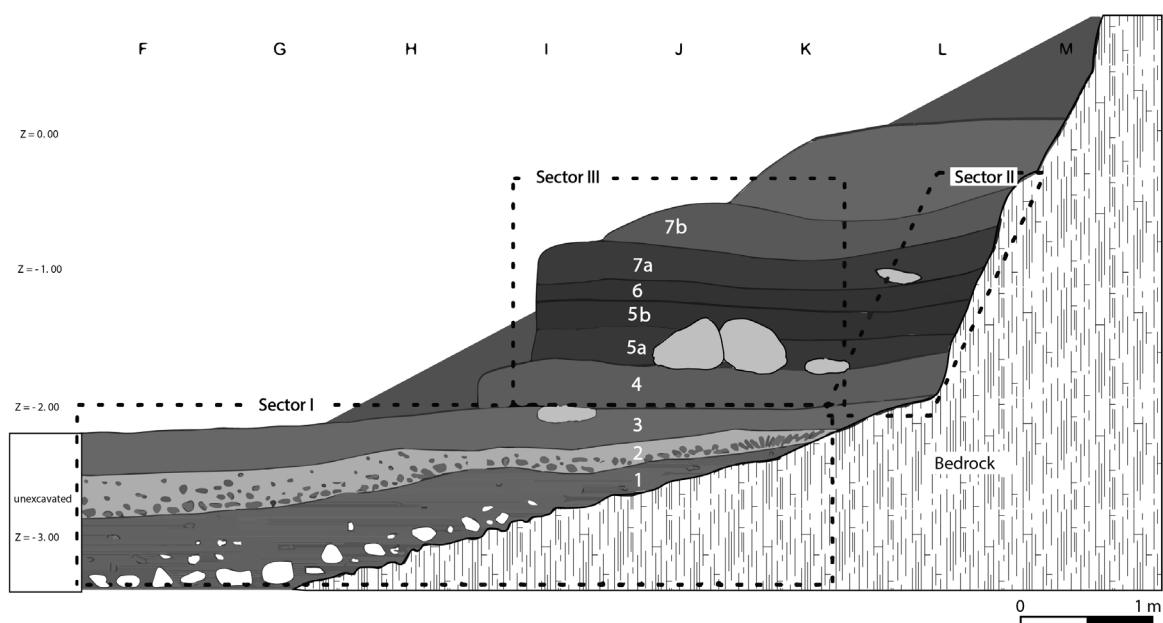 F G H I J K L M
Z = 0. 00
Sector III
Sector II
7b
7a
Z = - 1. 00
6
5b
5a
4
Z = - 2. 00
Sector I
3
2
Bedrock
1
unexcavated
Z = - 3. 00
0 1 m